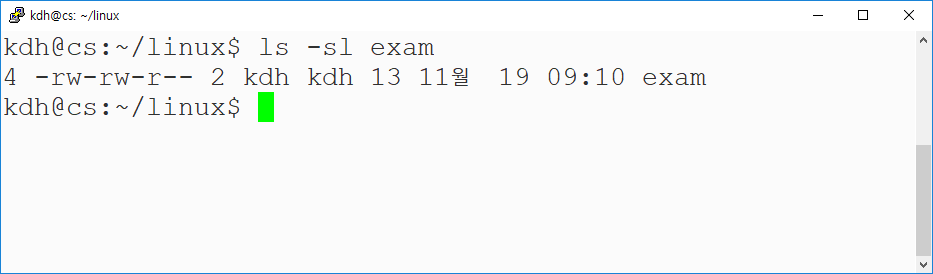 kdh@cs: ~/linux
kdh@cs:~/linux$ ls -sl exam
4 -rw-rw-r-- 2 kdh kdh 13 11월  19 09:10 exam
kdh@cs:~/linux$